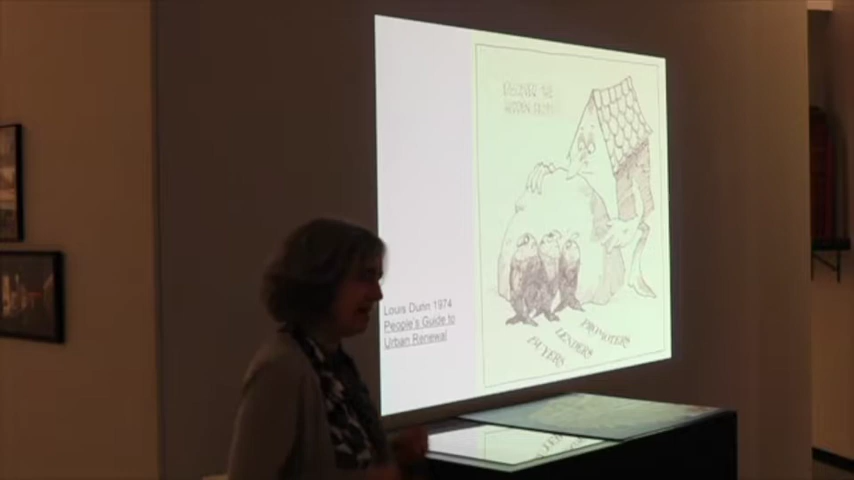 Louis Dunn 1974
People's Guide to
Urban Renewal
BUYERS
LENDERS
PROMOTERS